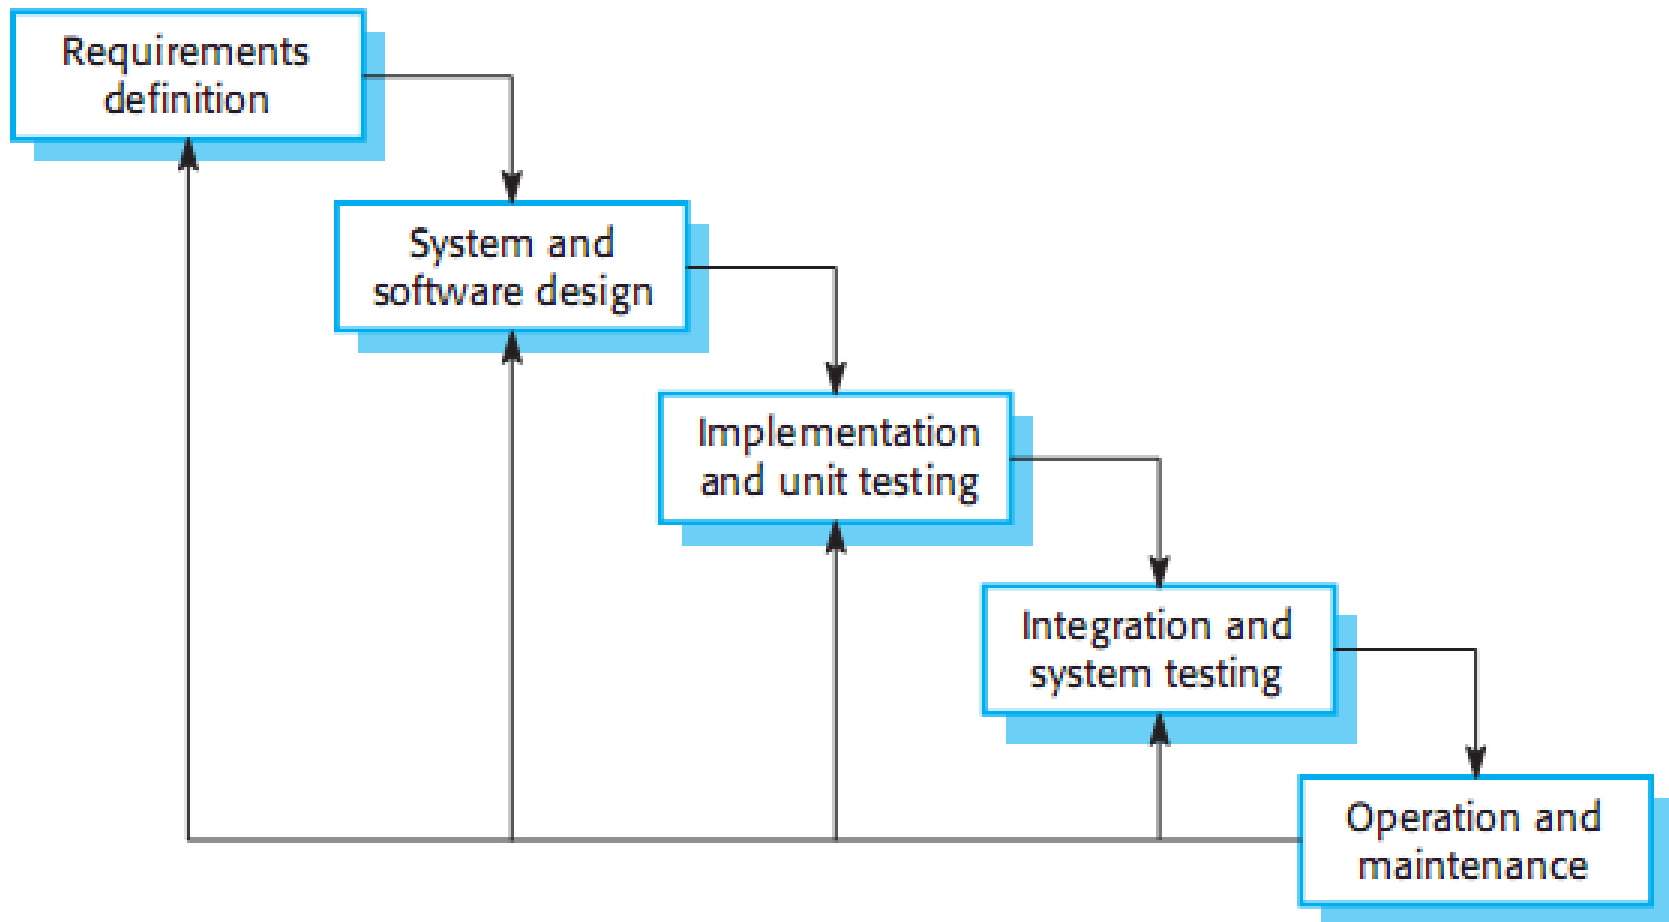 Requirements
definition
System and
software design
Implementation
and unit testing
Integration and
system testing
Operation and
maintenance